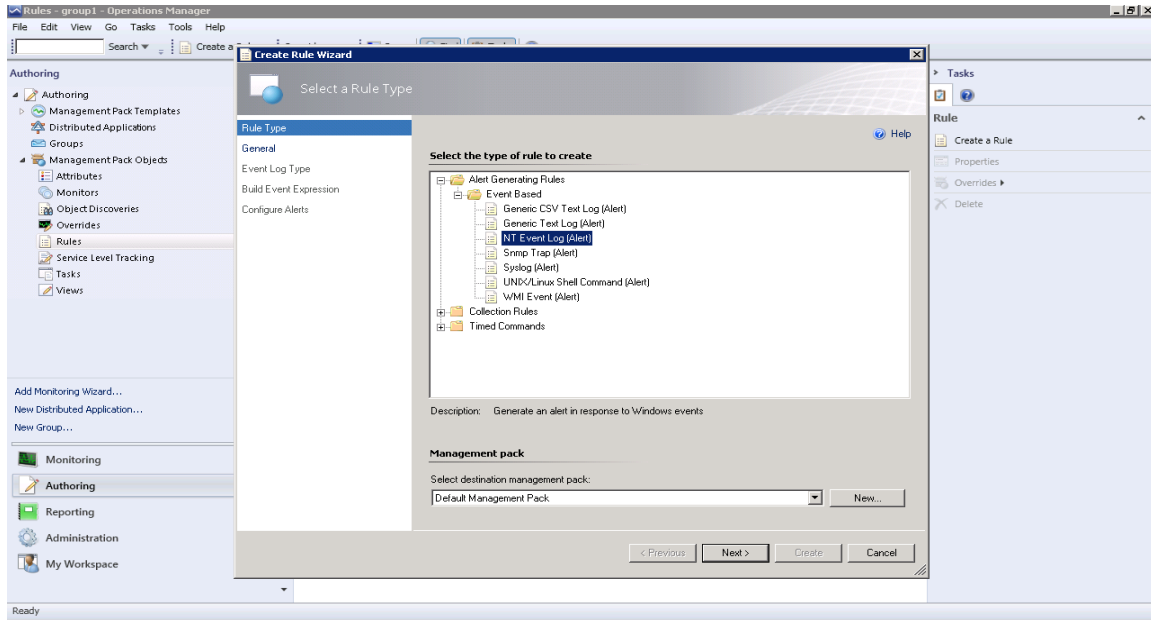 Rules - group1 - Operations Manager
File Edit View Go Tasks Tools Help
Search
Create a
Authoring
Authoring
Management Pack Templates
Distributed Applications
Groups
Management Pack Objects
Attributes
Monitors
Object Discoveries
Overrides
Rules
Service Level Tracking
Tasks
Views
Add Monitoring Wizard...
New Distributed Application...
New Group...
Monitoring
Authoring
Reporting
Administration
My Workspace
Ready
Create Rule Wizard
Select a Rule Type
Rule Type
General
Event Log Type
Build Event Expression
Configure Alerts
Help
Select the type of rule to create
Alert Generating Rules
Event Based
Generic CSV Text Log (Alert)
Generic Text Log (Alert)
NT Event Log (Alert)
Snmp Trap (Alert)
Syslog (Alert)
UNIX/Linux Shell Command (Alert)
WMI Event (Alert)
Collection Rules
Timed Commands
Description: Generate an alert in response to Windows events
Management pack
Select destination management pack:
Default Management Pack
New...
< Previous Next > Create Cancel
Tasks
Rule
Create a Rule
Properties
Overrides
Delete